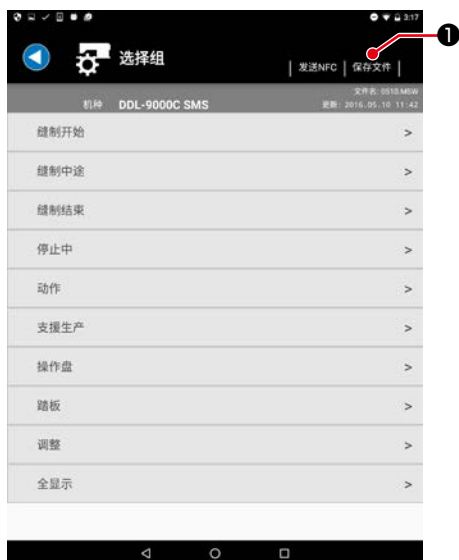 3:17
❶
选择组
发送NFC
保存文件
文件名: 0510.MSW
机种 DDL-9000C SMS
更新: 2016.05.10 11:42
缝制开始 >
缝制中途 >
缝制结束 >
停止中 >
动作 >
支援生产 >
操作盘 >
踏板 >
调整 >
全显示 >